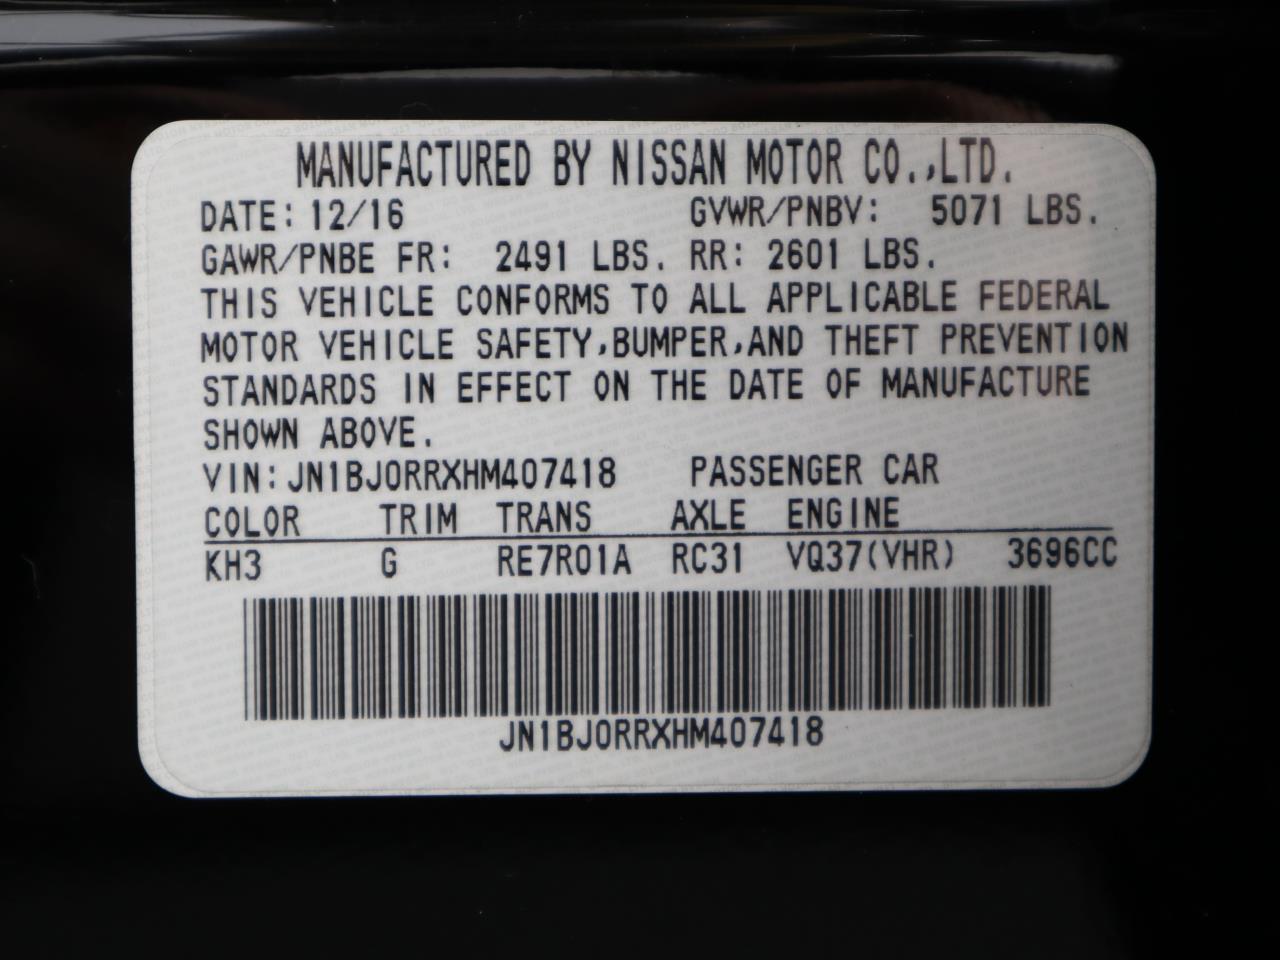 MANUFACTURED BY NISSAN MOTOR CO.,LTD.
DATE: 12/16 GVWR/PNBV: 5071 LBS.
GAWR/PNBE FR: 2491 LBS. RR: 2601 LBS.
THIS VEHICLE CONFORMS TO ALL APPLICABLE FEDERAL
MOTOR VEHICLE SAFETY,BUMPER,AND THEFT PREVENTION
STANDARDS IN EFFECT ON THE DATE OF MANUFACTURE
SHOWN ABOVE.
VIN: JN1BJ0RRXHM407418 PASSENGER CAR
COLOR TRIM TRANS AXLE ENGINE
KH3 G RE7R01A RC31 VQ37(VHR) 3696CC
JN1BJ0RRXHM407418